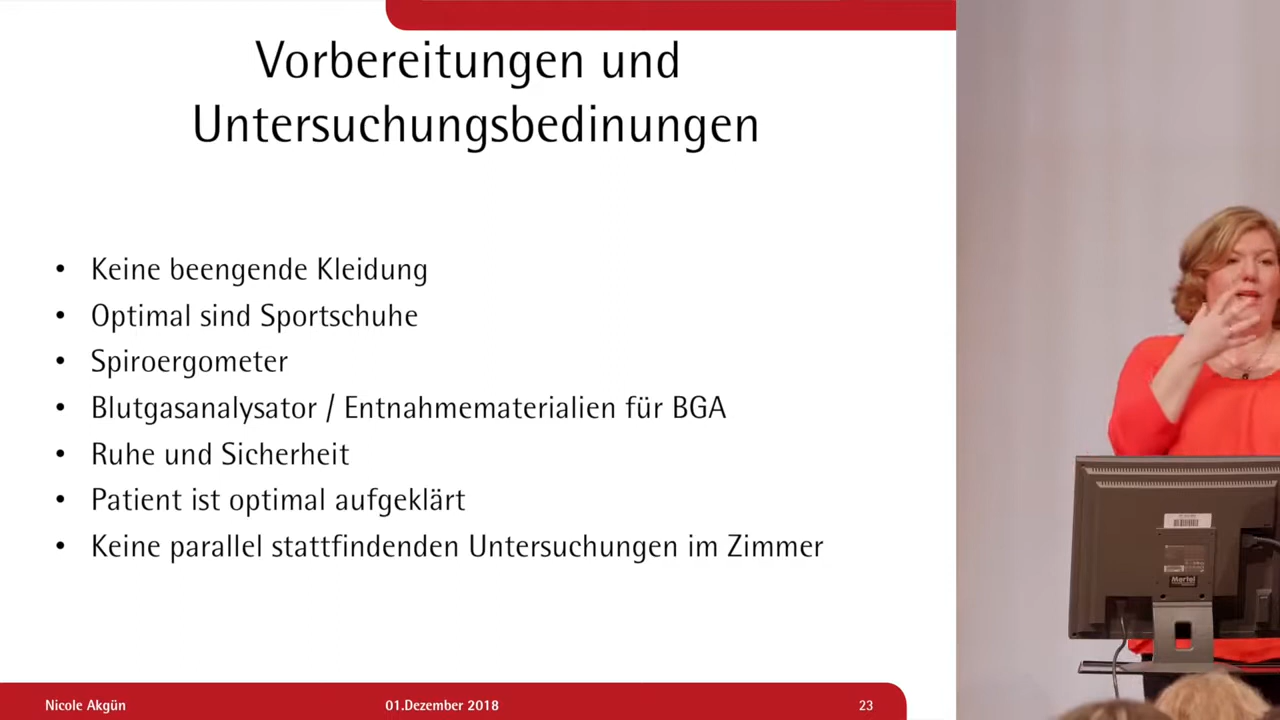 Vorbereitungen und
Untersuchungsbedinungen
• Keine beengende Kleidung
• Optimal sind Sportschuhe
• Spiroergometer
• Blutgasanalysator / Entnahmematerialien für BGA
• Ruhe und Sicherheit
• Patient ist optimal aufgeklärt
• Keine parallel stattfindenden Untersuchungen im Zimmer
Nicole Akgün 01.Dezember 2018 23